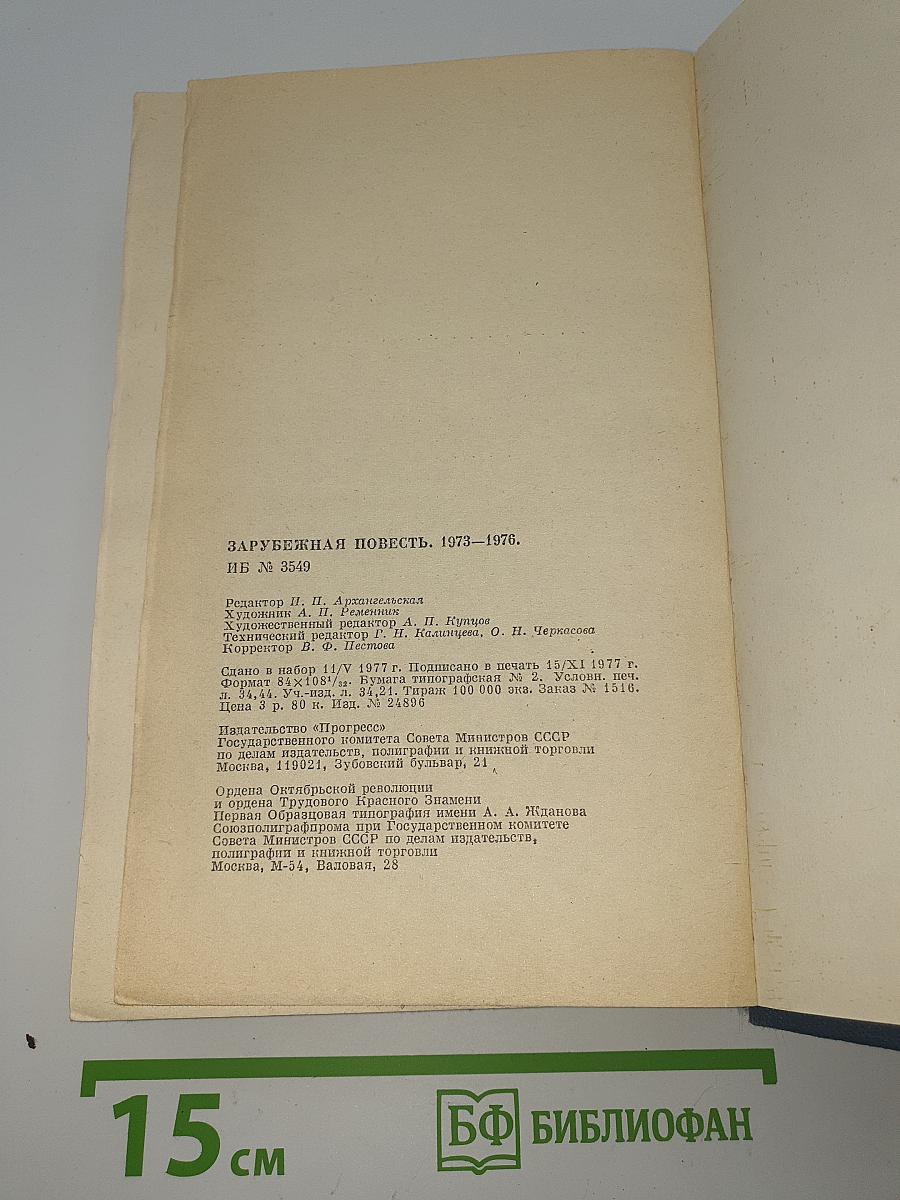 ЗАРУБЕЖНАЯ ПОВЕСТЬ. 1973—1976.
ИБ № 3549
Редактор И. П. Архангельская
Художник А. П. Ременник
Художественный редактор А. П. Купцов
Технический редактор Г. Н. Калинцева, О. Н. Черкасова
Корректор В. Ф. Пестова
Сдано в набор 11/V 1977 г. Подписано в печать 15/XI 1977 г.
Формат 84×108¹/₃₂. Бумага типографская № 2. Условн. печ.
л. 34,44. Уч.-изд. л. 34,21. Тираж 100 000 экз. Заказ № 1516.
Цена 3 р. 80 к. Изд. № 24896
Издательство «Прогресс»
Государственного комитета Совета Министров СССР
по делам издательств, полиграфии и книжной торговли
Москва, 119021, Зубовский бульвар, 21
Ордена Октябрьской революции
и ордена Трудового Красного Знамени
Первая Образцовая типография имени А. А. Жданова
Союзполиграфпрома при Государственном комитете
Совета Министров СССР по делам издательств,
полиграфии и книжной торговли
Москва, М-54, Валовая, 28
15 см
БФ БИБЛИОФАН